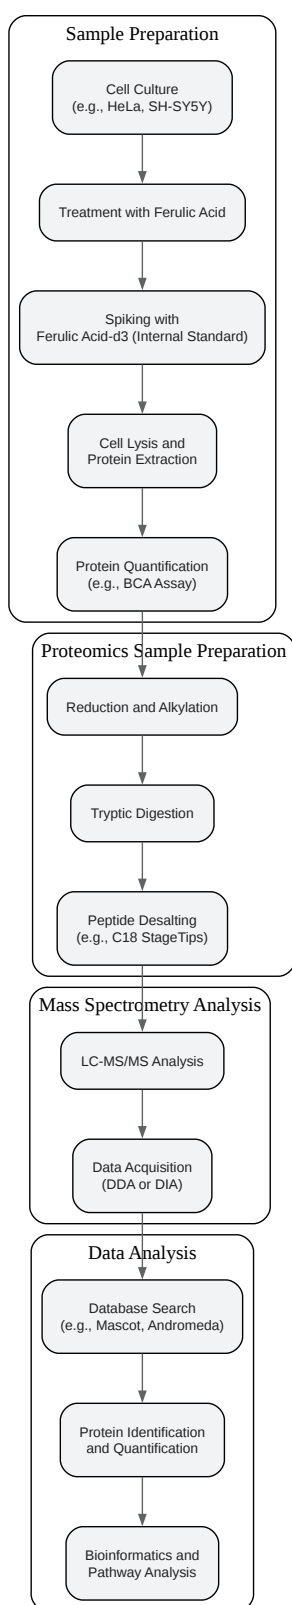 Sample Preparation
Cell Culture
(e.g., HeLa, SH-SY5Y)
Treatment with Ferulic Acid
Spiking with
Ferulic Acid-d3 (Internal Standard)
Cell Lysis and
Protein Extraction
Protein Quantification
(e.g., BCA Assay)
Proteomics Sample Preparation
Reduction and Alkylation
Tryptic Digestion
Peptide Desalting
(e.g., C18 StageTips)
Mass Spectrometry Analysis
LC-MS/MS Analysis
Data Acquisition
(DDA or DIA)
Data Analysis
Database Search
(e.g., Mascot, Andromeda)
Protein Identification
and Quantification
Bioinformatics and
Pathway Analysis